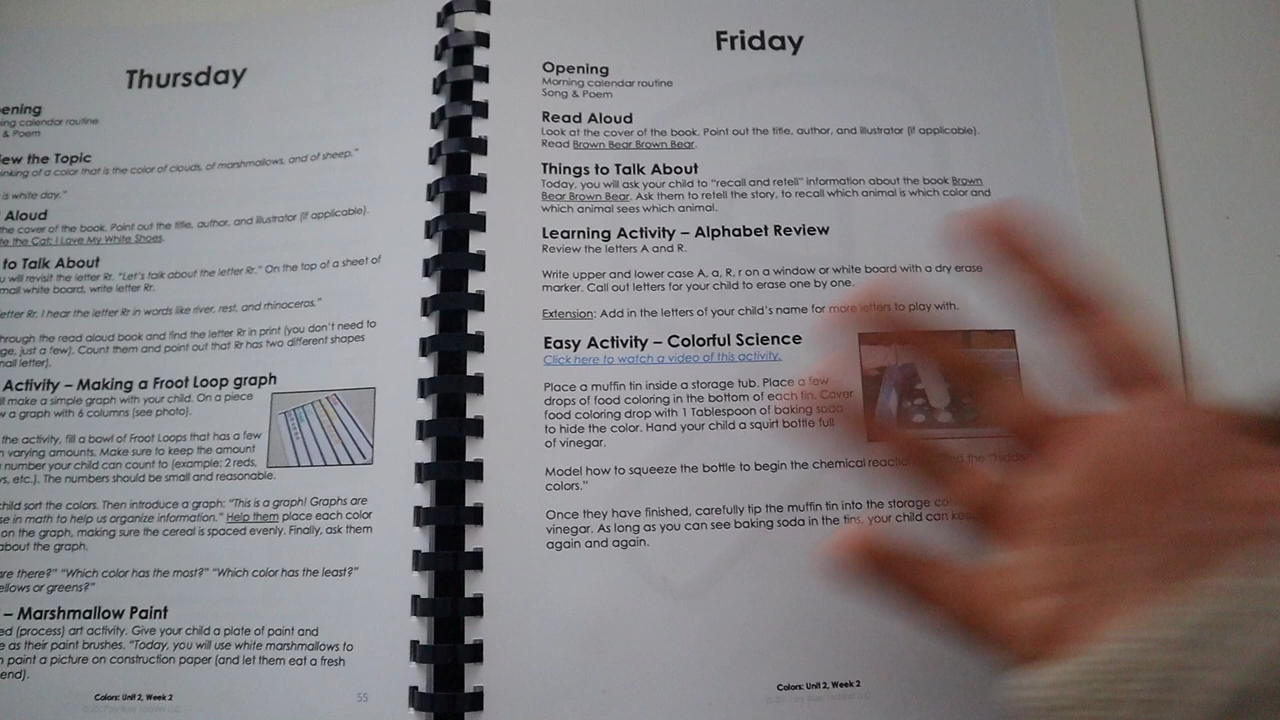 Thursday
ening
ing calendar routine
& Poem
iew the Topic
inking of a color that is the color of clouds, of marshmallows, and of sheep."
is white day."
Aloud
the cover of the book. Point out the title, author, and illustrator (if applicable).
te the Cat: I Love My White Shoes.
to Talk About
u will revisit the letter Rr. "Let's talk about the letter Rr." On the top of a sheet of
mall white board, write letter Rr.
etter Rr. I hear the letter Rr in words like river, rest, and rhinoceros."
hrough the read aloud book and find the letter Rr in print (you don't need to
ge, just a few). Count them and point out that Rr has two different shapes
mall letter).
Activity – Making a Froot Loop graph
ll make a simple graph with your child. On a piece
w a graph with 6 columns (see photo).
the activity, fill a bowl of Froot Loops that has a few
n varying amounts. Make sure to keep the amount
number your child can count to (example: 2 reds,
ws, etc.). The numbers should be small and reasonable.
child sort the colors. Then introduce a graph: "This is a graph! Graphs are
se in math to help us organize information." Help them place each color
on the graph, making sure the cereal is spaced evenly. Finally, ask them
about the graph.
are there?" "Which color has the most?" "Which color has the least?"
ellows or greens?"
– Marshmallow Paint
ed (process) art activity. Give your child a plate of paint and
e as their paint brushes. "Today, you will use white marshmallows to
n paint a picture on construction paper (and let them eat a fresh
end).
Colors: Unit 2, Week 2
55
Friday
Opening
Morning calendar routine
Song & Poem
Read Aloud
Look at the cover of the book. Point out the title, author, and illustrator (if applicable).
Read Brown Bear Brown Bear.
Things to Talk About
Today, you will ask your child to "recall and retell" information about the book Brown
Bear Brown Bear. Ask them to retell the story, to recall which animal is which color and
which animal sees which animal.
Learning Activity – Alphabet Review
Review the letters A and R.
Write upper and lower case A, a, R, r on a window or white board with a dry erase
marker. Call out letters for your child to erase one by one.
Extension: Add in the letters of your child's name for more letters to play with.
Easy Activity – Colorful Science
Click here to watch a video of this activity.
Place a muffin tin inside a storage tub. Place a few
drops of food coloring in the bottom of each tin. Cover
food coloring drop with 1 Tablespoon of baking soda
to hide the color. Hand your child a squirt bottle full
of vinegar.
Model how to squeeze the bottle to begin the chemical the "hidden
colors."
Once they have finished, carefully tip the muffin tin into the storage
vinegar. As long as you can see baking soda in the tins, your child can
again and again.
Colors: Unit 2, Week 2